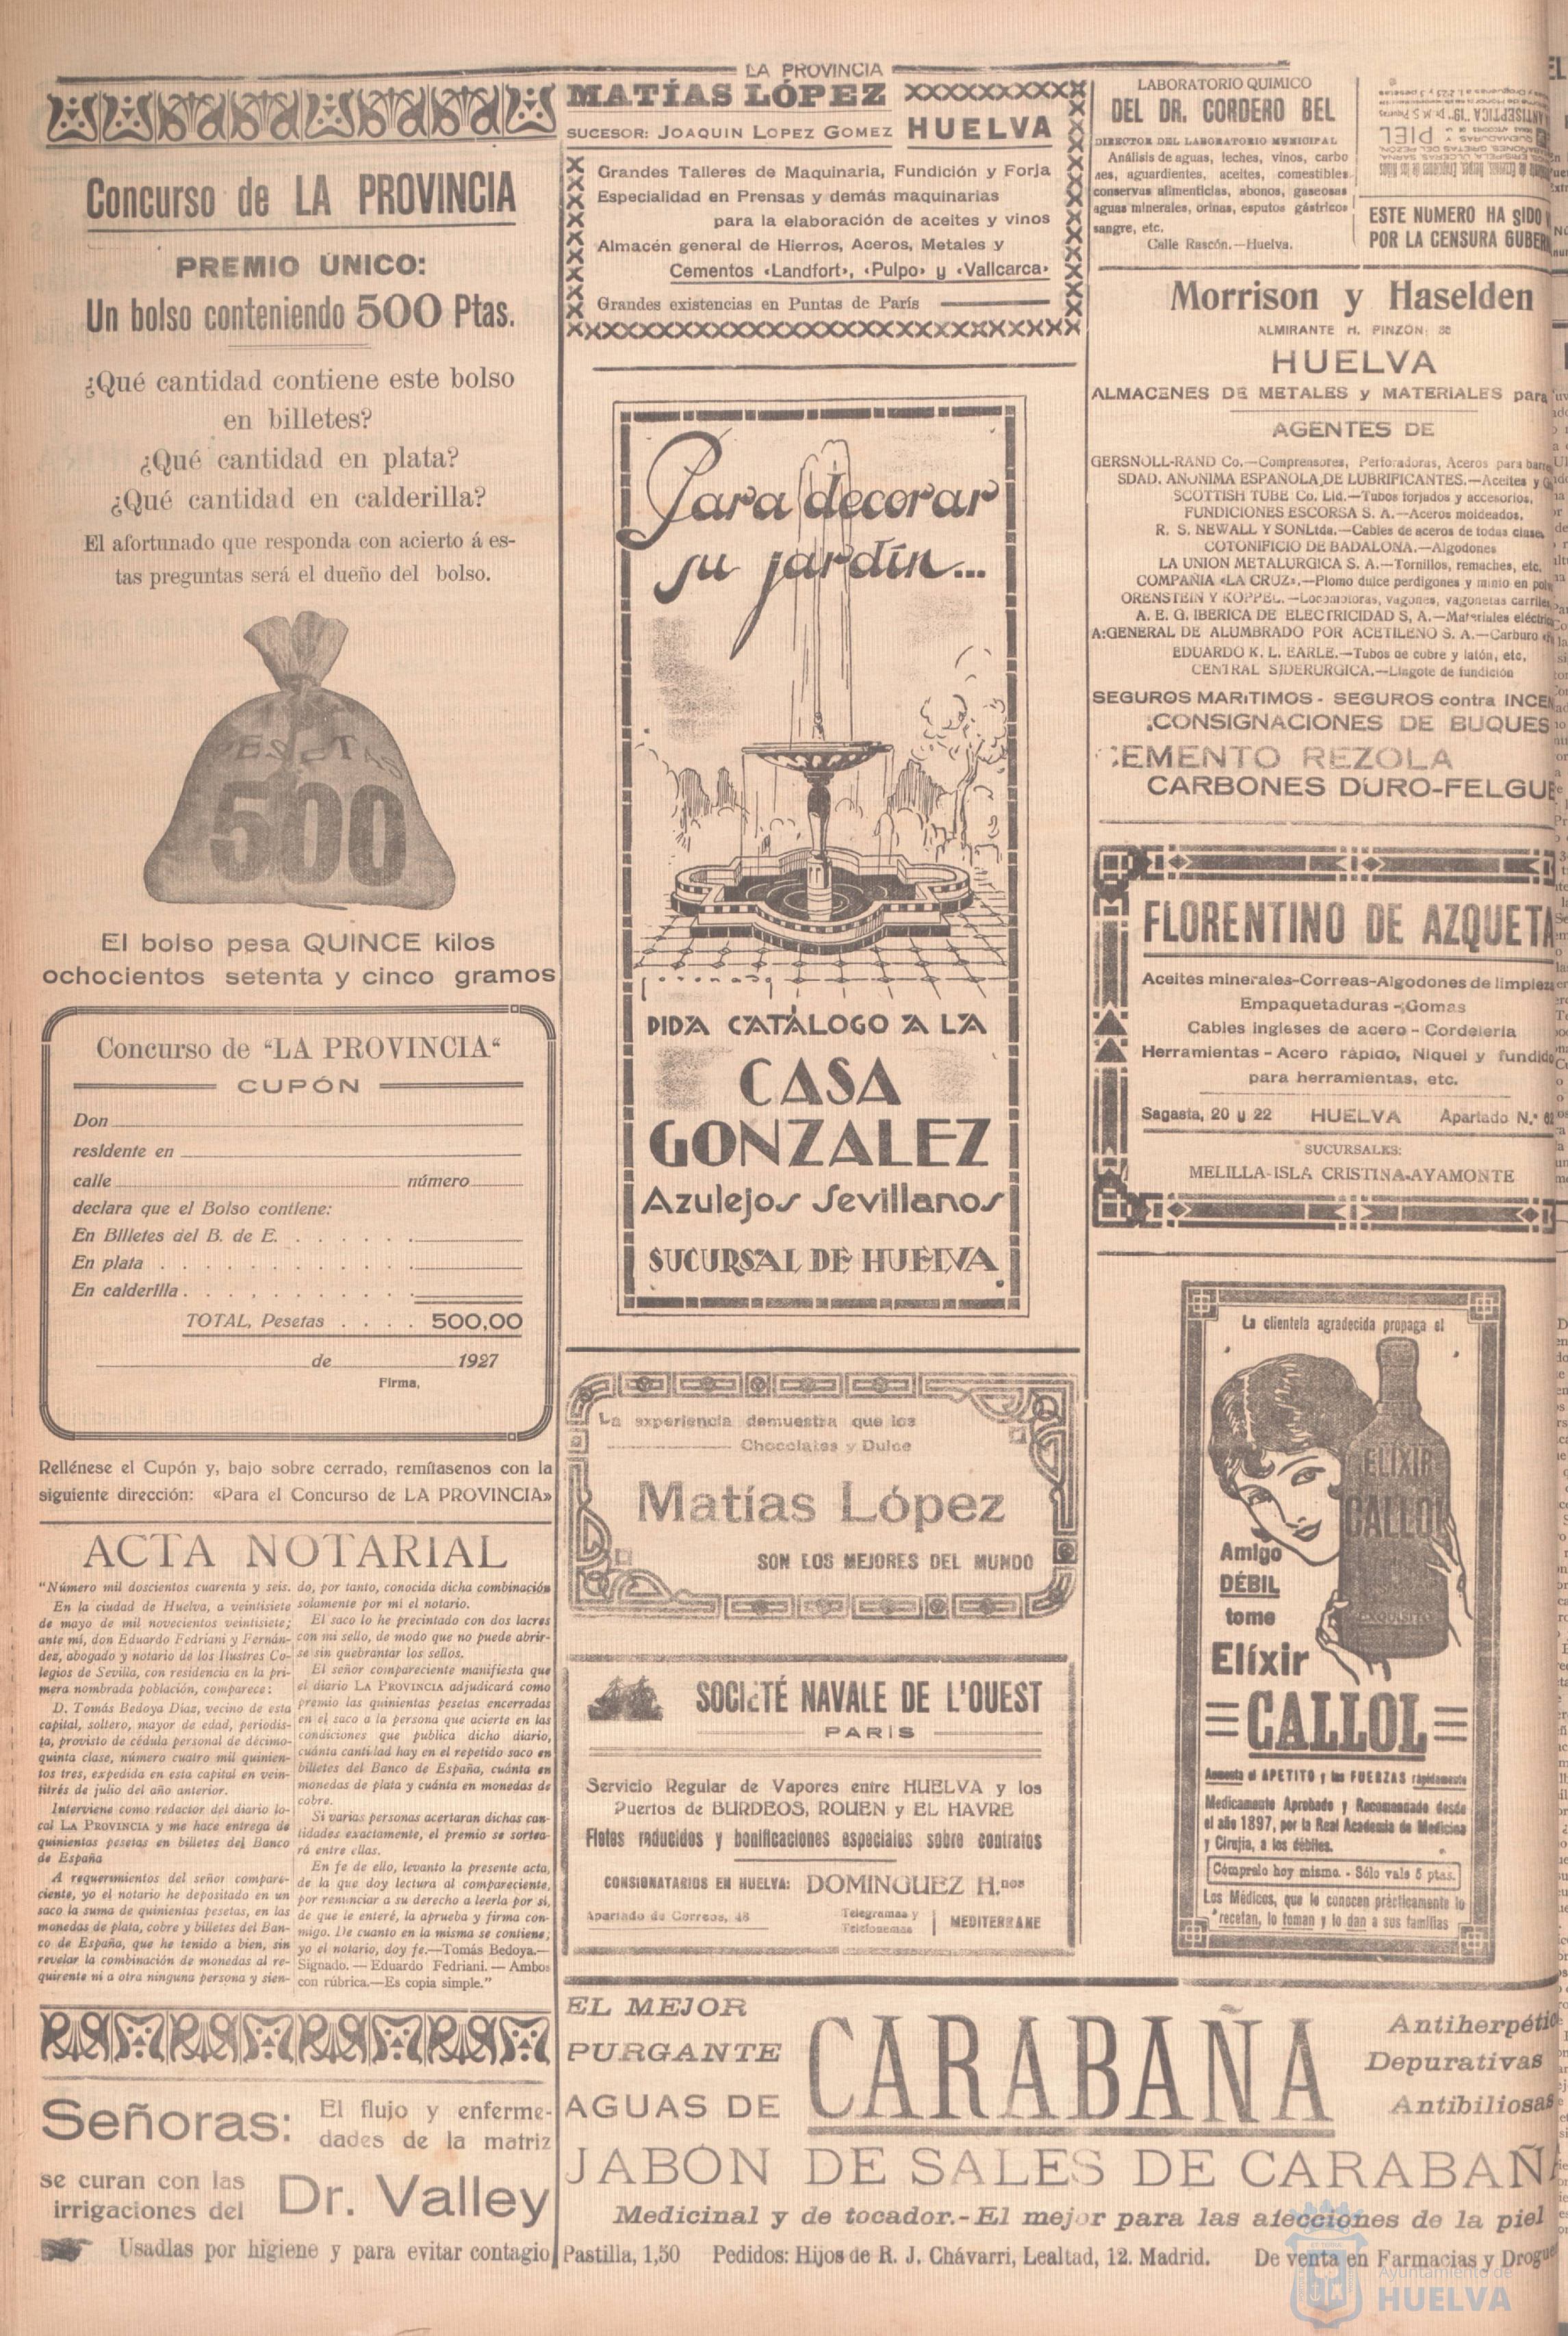 LA PROVINCIA
Concurso de LA PROVINCIA
PREMIO ÚNICO:
Un bolso conteniendo 500 Ptas.
¿Qué cantidad contiene este bolso
en billetes?
¿Qué cantidad en plata?
¿Qué cantidad en calderilla?
El afortunado que responda con acierto á es-
tas preguntas será el dueño del bolso.
PESETAS
500
El bolso pesa QUINCE kilos
ochocientos setenta y cinco gramos
Concurso de "LA PROVINCIA"
CUPÓN
Don
residente en
calle número
declara que el Bolso contiene:
En Billetes del B. de E. . . . . . .
En plata . . . . . . . . . . . .
En calderilla . . . . . . . . . .
TOTAL, Pesetas . . . . 500,00
de 1927
Firma,
Rellénese el Cupón y, bajo sobre cerrado, remítasenos con la
siguiente dirección: «Para el Concurso de LA PROVINCIA»
ACTA NOTARIAL
"Número mil doscientos cuarenta y seis.
En la ciudad de Huelva, a veintisiete
de mayo de mil novecientos veintisiete;
ante mí, don Eduardo Fedriani y Fernán-
dez, abogado y notario de los Ilustres Co-
legios de Sevilla, con residencia en la pri-
mera nombrada población, comparece:
D. Tomás Bedoya Díaz, vecino de esta
capital, soltero, mayor de edad, periodis-
ta, provisto de cédula personal de décimo-
quinta clase, número cuatro mil quinien-
tos tres, expedida en esta capital en vein-
titrés de julio del año anterior.
Interviene como redactor del diario lo-
cal LA PROVINCIA y me hace entrega de
quinientas pesetas en billetes del Banco
de España
A requerimientos del señor compare-
ciente, yo el notario he depositado en un
saco la suma de quinientas pesetas, en las
monedas de plata, cobre y billetes del Ban-
co de España, que he tenido a bien, sin
revelar la combinación de monedas al re-
quirente ni a otra ninguna persona y sien-
do, por tanto, conocida dicha combinación
solamente por mí el notario.
El saco lo he precintado con dos lacres
con mi sello, de modo que no puede abrir-
se sin quebrantar los sellos.
El señor compareciente manifiesta que
el diario LA PROVINCIA adjudicará como
premio las quinientas pesetas encerradas
en el saco a la persona que acierte en las
condiciones que publica dicho diario,
cuánta cantidad hay en el repetido saco en
billetes del Banco de España, cuánta en
monedas de plata y cuánta en monedas de
cobre.
Si varias personas acertaran dichas can-
tidades exactamente, el premio se sortea-
rá entre ellas.
En fe de ello, levanto la presente acta,
de la que doy lectura al compareciente,
por renunciar a su derecho a leerla por sí,
de que le enteré, la aprueba y firma con-
migo. De cuanto en la misma se contiene;
yo el notario, doy fe.—Tomás Bedoya.—
Signado. — Eduardo Fedriani. — Ambos
con rúbrica.—Es copia simple."
Señoras: El flujo y enferme-
dades de la matriz
se curan con las
irrigaciones del Dr. Valley
Usadlas por higiene y para evitar contagio
MATÍAS LÓPEZ
SUCESOR: JOAQUIN LOPEZ GOMEZ HUELVA
Grandes Talleres de Maquinaria, Fundición y Forja
Especialidad en Prensas y demás maquinarias
para la elaboración de aceites y vinos
Almacén general de Hierros, Aceros, Metales y
Cementos «Landfort», «Pulpo» y «Vallcarca»
Grandes existencias en Puntas de París
Para decorar
su jardín...
PIDA CATÁLOGO A LA
CASA
GONZALEZ
Azulejos Sevillanos
SUCURSAL DE HUELVA
La experiencia demuestra que los
Chocolates y Dulce
Matías López
SON LOS MEJORES DEL MUNDO
SOCIETÉ NAVALE DE L'OUEST
PARÍS
Servicio Regular de Vapores entre HUELVA y los
Puertos de BURDEOS, ROUEN y EL HAVRE
Fletes reducidos y bonificaciones especiales sobre contratos
CONSIGNATARIOS EN HUELVA: DOMINGUEZ H.nos
Apartado de Correos, 48 Telegramas y
Telefonemas MEDITERRANE
LABORATORIO QUIMICO
DEL DR. CORDERO BEL
DIRECTOR DEL LABORATORIO MUNICIPAL
Análisis de aguas, leches, vinos, carbo
nes, aguardientes, aceites, comestibles
conservas alimenticias, abonos, gaseosas
aguas minerales, orinas, esputos gástricos
sangre, etc.
Calle Rascón.—Huelva.
PIEL
ESTE NUMERO HA SIDO
POR LA CENSURA GUBER
Morrison y Haselden
ALMIRANTE H. PINZON: 30
HUELVA
ALMACENES DE METALES y MATERIALES para
AGENTES DE
GERSNOLL-RAND Co.—Comprensores, Perforadoras, Aceros para barre
SDAD. ANONIMA ESPAÑOLA DE LUBRIFICANTES.—Aceites y G
SCOTTISH TUBE Co. Ltd.—Tubos forjados y accesorios,
FUNDICIONES ESCORSA S. A.—Aceros moldeados,
R. S. NEWALL Y SON Ltda.—Cables de aceros de todas clases
COTONIFICIO DE BADALONA.—Algodones
LA UNION METALURGICA S. A.—Tornillos, remaches, etc,
COMPAÑIA «LA CRUZ».—Plomo dulce perdigones y minio en polv
ORENSTEIN Y KOPPEL.—Locomotoras, vagones, vagonetas carriles
A. E. G. IBERICA DE ELECTRICIDAD S, A.—Materiales eléctric
A:GENERAL DE ALUMBRADO POR ACETILENO S. A.—Carburo
EDUARDO K. L. EARLE.—Tubos de cobre y latón, etc,
CENTRAL SIDERURGICA.—Lingote de fundición
SEGUROS MARITIMOS - SEGUROS contra INCEN
CONSIGNACIONES DE BUQUES
CEMENTO REZOLA
CARBONES DURO-FELGUE
FLORENTINO DE AZQUETA
Aceites minerales-Correas-Algodones de limpieza
Empaquetaduras - Gomas
Cables ingleses de acero - Cordelería
Herramientas - Acero rápido, Niquel y fundido
para herramientas, etc.
Sagasta, 20 y 22 HUELVA Apartado N.º 62
SUCURSALES:
MELILLA-ISLA CRISTINA-AYAMONTE
La clientela agradecida propaga el
ELIXIR
CALLOL
EXQUISITO
Amigo
DÉBIL
tome
Elíxir
CALLOL
Aumenta el APETITO y las FUERZAS rápidamente
Medicamento Aprobado y Recomendado desde
el año 1897, por la Real Academia de Medicina
y Cirujía, a los débiles.
Cómprelo hoy mismo. - Sólo vale 5 ptas.
Los Médicos, que lo conocen prácticamente lo
recetan, lo toman y lo dan a sus familias
EL MEJOR
PURGANTE
AGUAS DE CARABAÑA
Antiherpétic
Depurativas
Antibiliosas
JABÓN DE SALES DE CARABAÑ
Medicinal y de tocador.-El mejor para las afecciones de la piel
Pastilla, 1,50 Pedidos: Hijos de R. J. Chávarri, Lealtad, 12. Madrid. De venta en Farmacias y Drogue
Ayuntamiento de
HUELVA